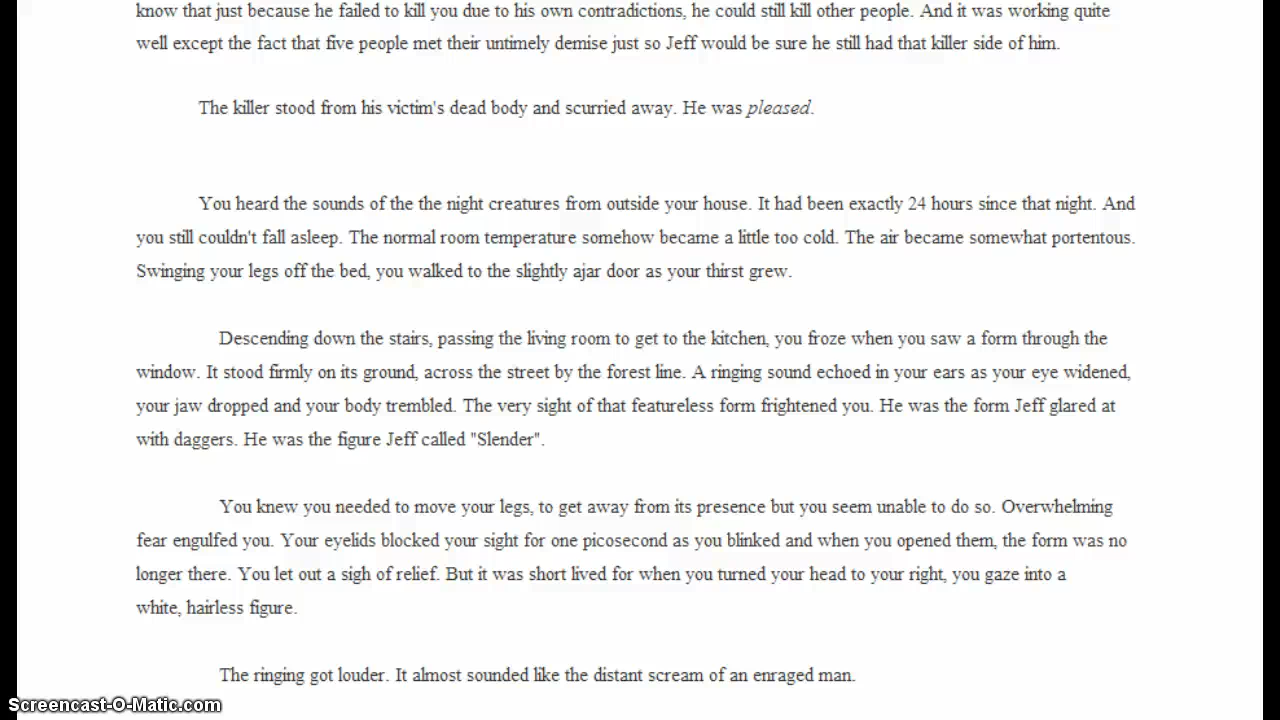 know that just because he failed to kill you due to his own contradictions, he could still kill other people. And it was working quite
well except the fact that five people met their untimely demise just so Jeff would be sure he still had that killer side of him.
The killer stood from his victim's dead body and scurried away. He was pleased.
You heard the sounds of the the night creatures from outside your house. It had been exactly 24 hours since that night. And
you still couldn't fall asleep. The normal room temperature somehow became a little too cold. The air became somewhat portentous.
Swinging your legs off the bed, you walked to the slightly ajar door as your thirst grew.
Descending down the stairs, passing the living room to get to the kitchen, you froze when you saw a form through the
window. It stood firmly on its ground, across the street by the forest line. A ringing sound echoed in your ears as your eye widened,
your jaw dropped and your body trembled. The very sight of that featureless form frightened you. He was the form Jeff glared at
with daggers. He was the figure Jeff called "Slender".
You knew you needed to move your legs, to get away from its presence but you seem unable to do so. Overwhelming
fear engulfed you. Your eyelids blocked your sight for one picosecond as you blinked and when you opened them, the form was no
longer there. You let out a sigh of relief. But it was short lived for when you turned your head to your right, you gaze into a
white, hairless figure.
The ringing got louder. It almost sounded like the distant scream of an enraged man.
Screencast-O-Matic.com